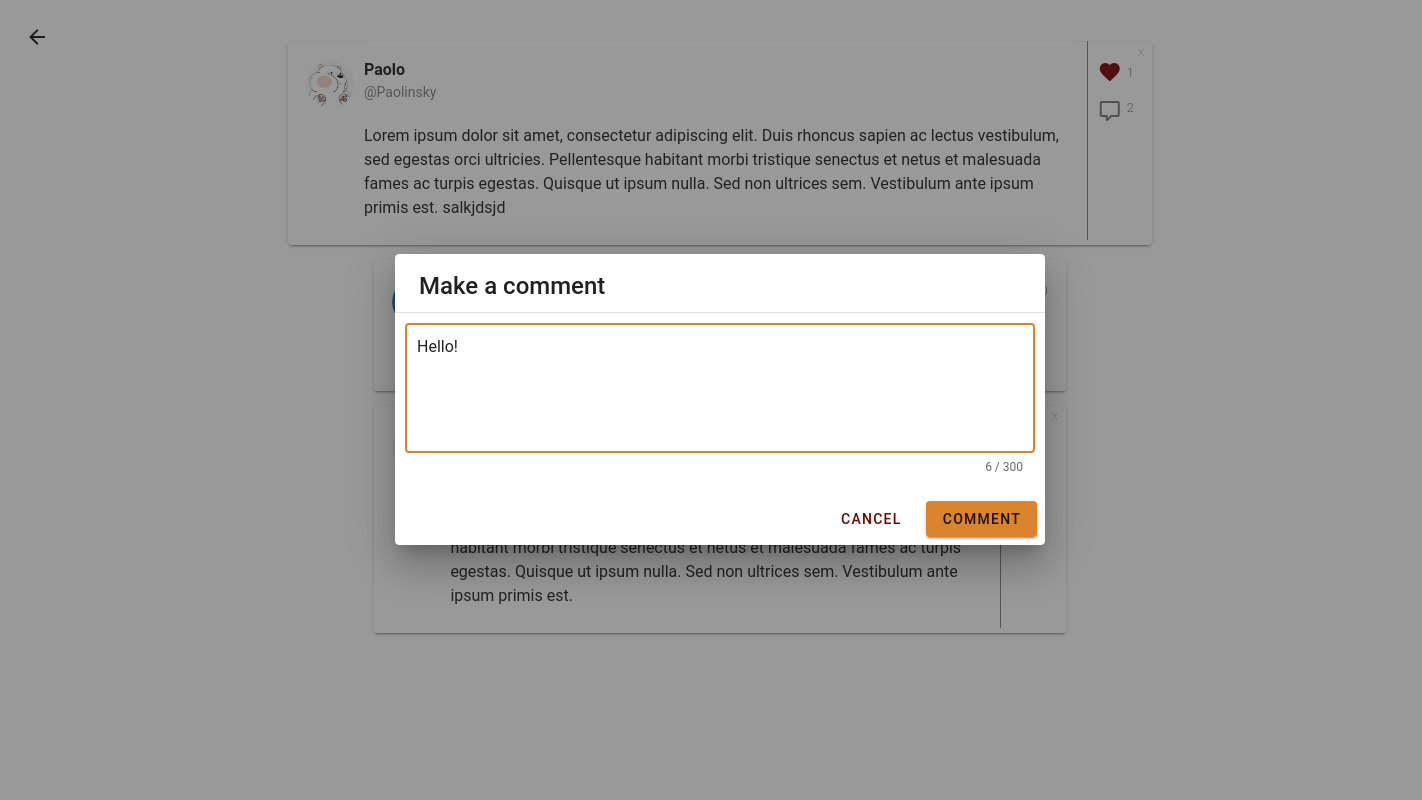 Paolo
@Paolinsky
x
1
2
Lorem ipsum dolor sit amet, consectetur adipiscing elit. Duis rhoncus sapien ac lectus vestibulum,
sed egestas orci ultricies. Pellentesque habitant morbi tristique senectus et netus et malesuada
fames ac turpis egestas. Quisque ut ipsum nulla. Sed non ultrices sem. Vestibulum ante ipsum
primis est. salkjdsjd
Make a comment
Hello!
x
6 / 300
CANCEL
COMMENT
habitant morbi tristique senectus et netus et malesuada fames ac turpis
egestas. Quisque ut ipsum nulla. Sed non ultrices sem. Vestibulum ante
ipsum primis est.